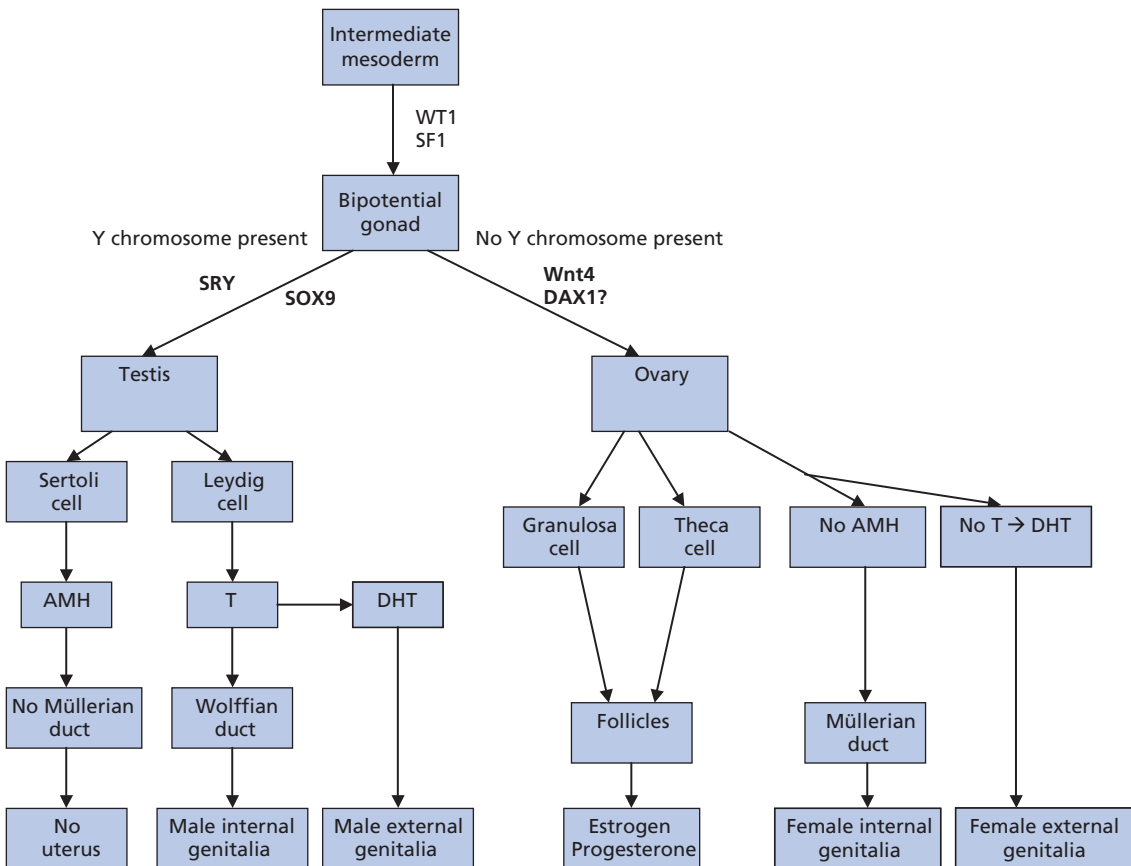 Intermediate
mesoderm
WT1
SF1
Bipotential
gonad
Y chromosome present
No Y chromosome present
SRY
SOX9
Wnt4
DAX1?
Testis
Ovary
Sertoli
cell
Leydig
cell
Granulosa
cell
Theca
cell
No AMH
No T → DHT
AMH
T
DHT
No Müllerian
duct
Wolffian
duct
Follicles
Müllerian
duct
No
uterus
Male internal
genitalia
Male external
genitalia
Estrogen
Progesterone
Female internal
genitalia
Female external
genitalia